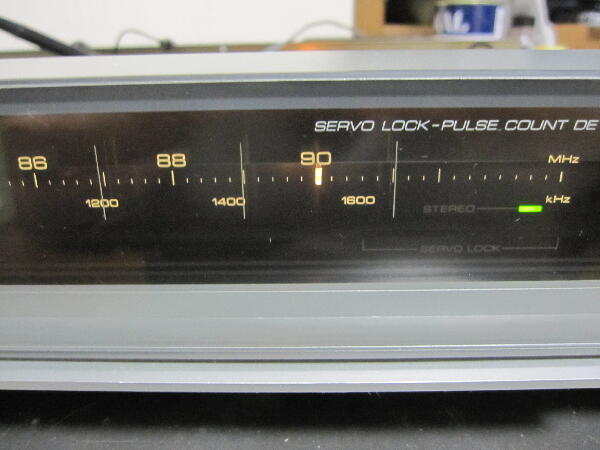 SERVO LOCK-PULSE COUNT DE
86 88 90 MHz
1200 1400 1600 kHz
STEREO
SERVO LOCK